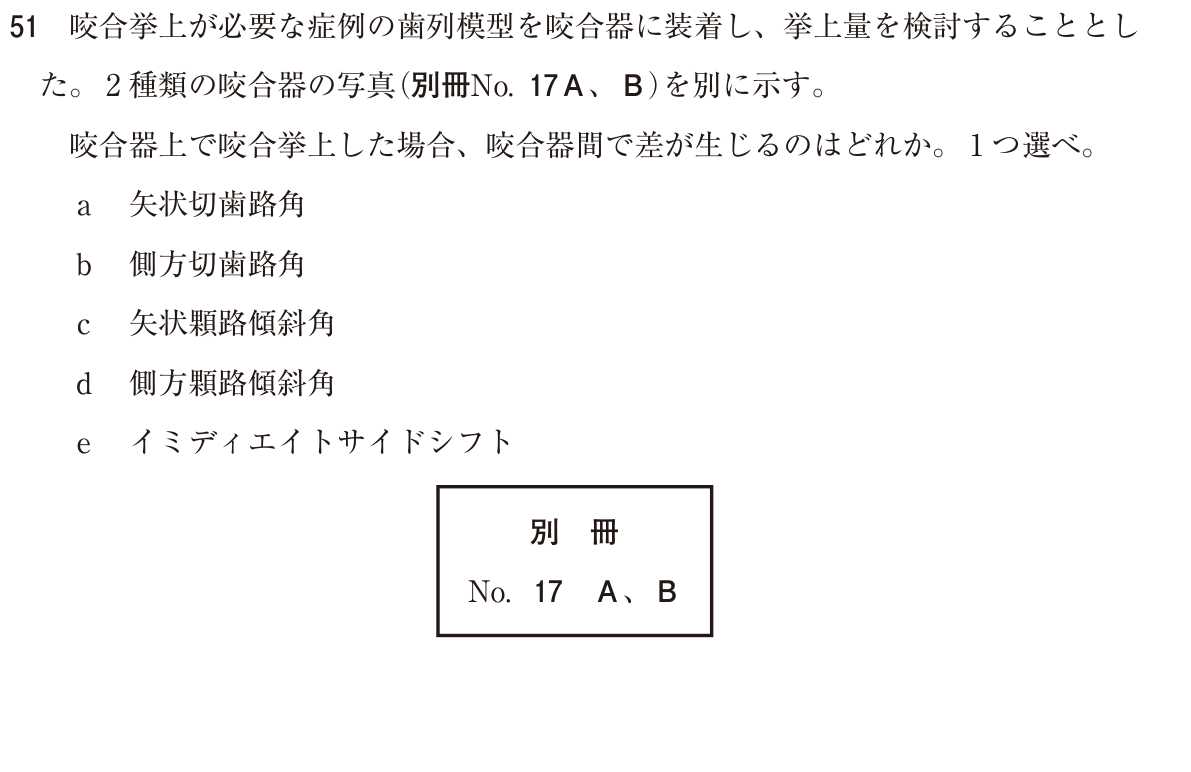 51 咬合挙上が必要な症例の歯列模型を咬合器に装着し、挙上量を検討することとし
た。２種類の咬合器の写真(別冊No. 17A、B)を別に示す。
咬合器上で咬合挙上した場合、咬合器間で差が生じるのはどれか。１つ選べ。
a 矢状切歯路角
b 側方切歯路角
c 矢状顆路傾斜角
d 側方顆路傾斜角
e イミディエイトサイドシフト
別 冊
No. 17 A、B